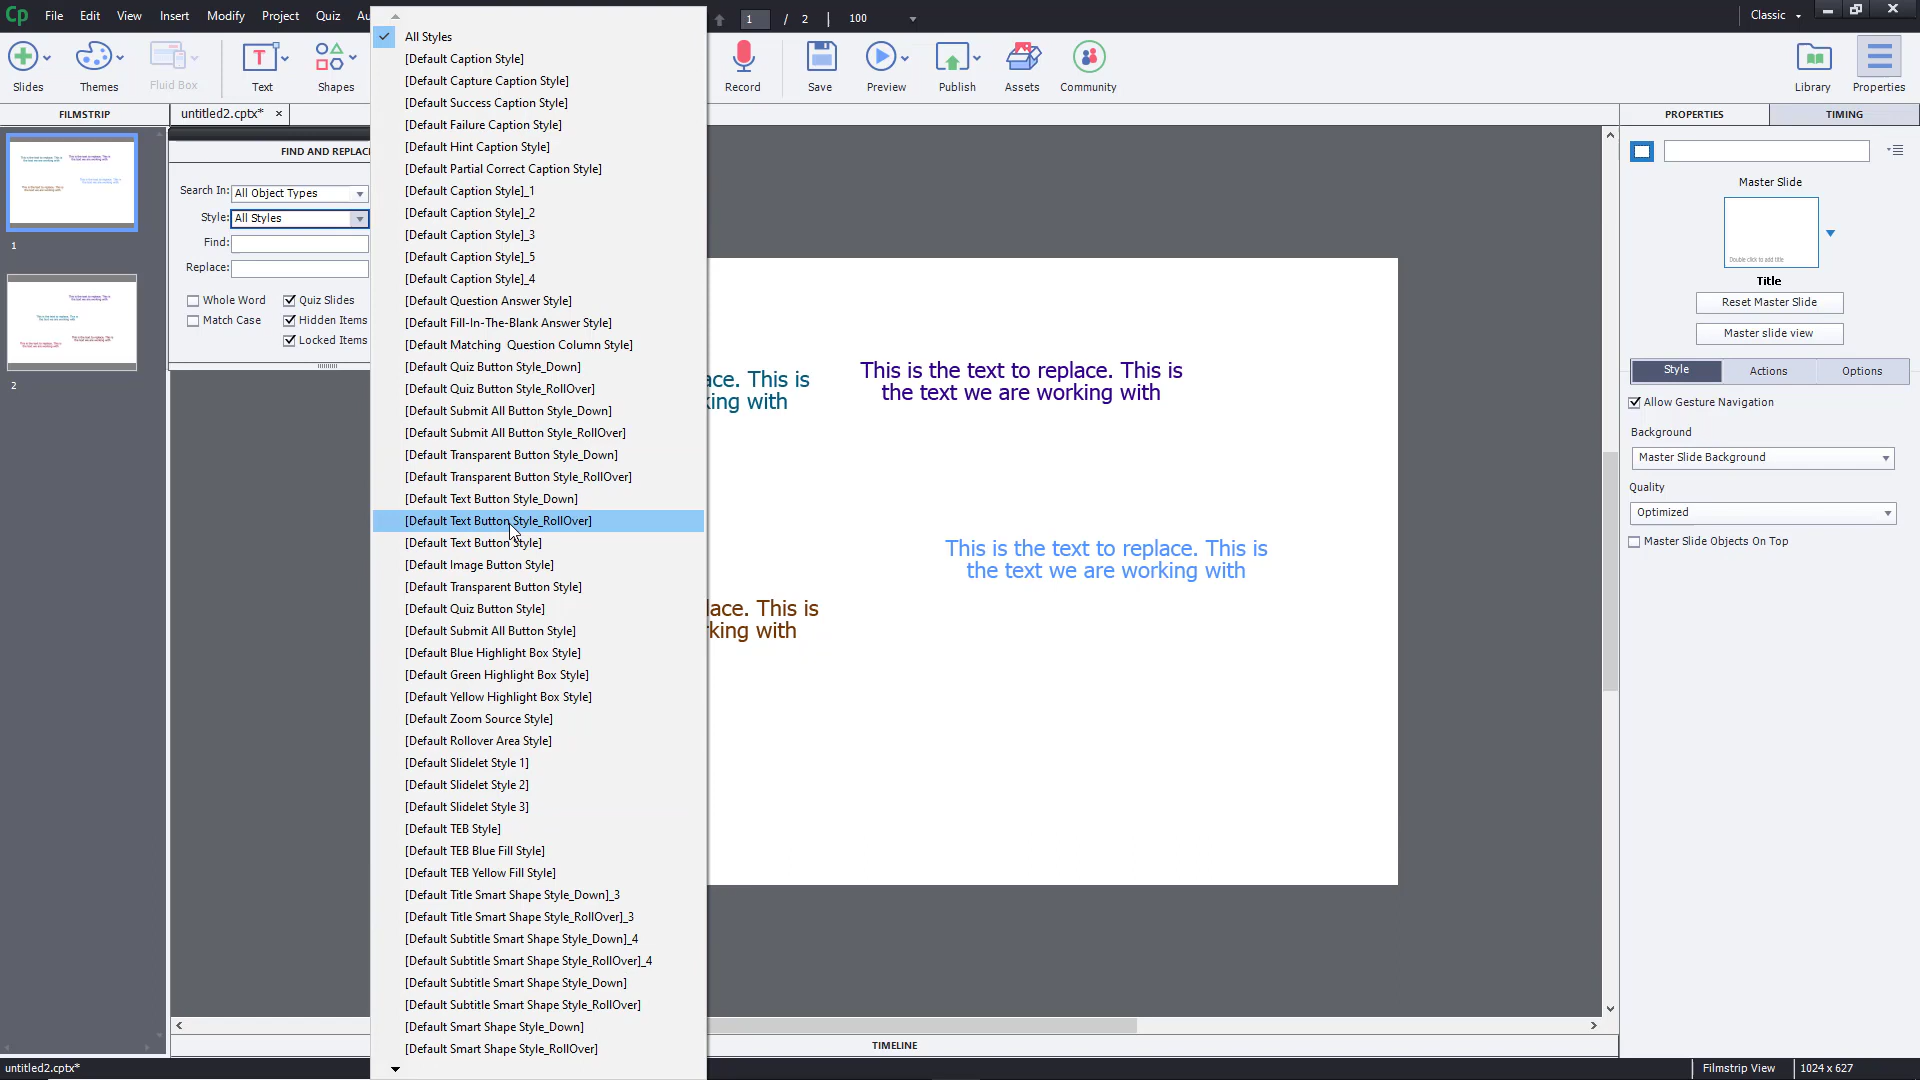 Cp File Edit View Insert Modify Project Quiz Au 1 / 2 | 100 Classic
Slides Themes Fluid Box Text Shapes Record Save Preview Publish Assets Community Library Properties
FILMSTRIP
untitled2.cptx* ×
1
2
FIND AND REPLAC
Search In: All Object Types
Style: All Styles
Find:
Replace:
Whole Word Quiz Slides
Match Case Hidden Items
Locked Items
All Styles
[Default Caption Style]
[Default Capture Caption Style]
[Default Success Caption Style]
[Default Failure Caption Style]
[Default Hint Caption Style]
[Default Partial Correct Caption Style]
[Default Caption Style]_1
[Default Caption Style]_2
[Default Caption Style]_3
[Default Caption Style]_5
[Default Caption Style]_4
[Default Question Answer Style]
[Default Fill-In-The-Blank Answer Style]
[Default Matching Question Column Style]
[Default Quiz Button Style_Down]
[Default Quiz Button Style_RollOver]
[Default Submit All Button Style_Down]
[Default Submit All Button Style_RollOver]
[Default Transparent Button Style_Down]
[Default Transparent Button Style_RollOver]
[Default Text Button Style_Down]
[Default Text Button Style_RollOver]
[Default Text Button Style]
[Default Image Button Style]
[Default Transparent Button Style]
[Default Quiz Button Style]
[Default Submit All Button Style]
[Default Blue Highlight Box Style]
[Default Green Highlight Box Style]
[Default Yellow Highlight Box Style]
[Default Zoom Source Style]
[Default Rollover Area Style]
[Default Slidelet Style 1]
[Default Slidelet Style 2]
[Default Slidelet Style 3]
[Default TEB Style]
[Default TEB Blue Fill Style]
[Default TEB Yellow Fill Style]
[Default Title Smart Shape Style_Down]_3
[Default Title Smart Shape Style_RollOver]_3
[Default Subtitle Smart Shape Style_Down]_4
[Default Subtitle Smart Shape Style_RollOver]_4
[Default Subtitle Smart Shape Style_Down]
[Default Subtitle Smart Shape Style_RollOver]
[Default Smart Shape Style_Down]
[Default Smart Shape Style_RollOver]
ace. This is
king with
This is the text to replace. This is
the text we are working with
This is the text to replace. This is
the text we are working with
lace. This is
rking with
TIMELINE
PROPERTIES TIMING
Master Slide
Double click to add title
Title
Reset Master Slide
Master slide view
Style Actions Options
Allow Gesture Navigation
Background
Master Slide Background
Quality
Optimized
Master Slide Objects On Top
untitled2.cptx*
Filmstrip View 1024 x 627